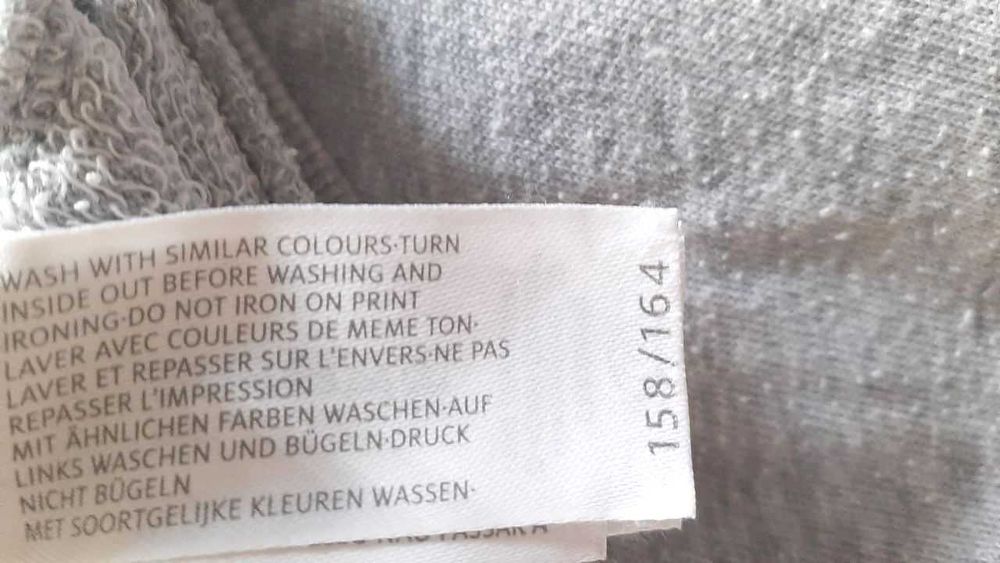 WASH WITH SIMILAR COLOURS·TURN
INSIDE OUT BEFORE WASHING AND
IRONING·DO NOT IRON ON PRINT
LAVER AVEC COULEURS DE MEME TON·
LAVER ET REPASSER SUR L'ENVERS·NE PAS
REPASSER L'IMPRESSION
MIT ÄHNLICHEN FARBEN WASCHEN·AUF
LINKS WASCHEN UND BÜGELN·DRUCK
NICHT BÜGELN
MET SOORTGELIJKE KLEUREN WASSEN·
PASSAR A
158/164